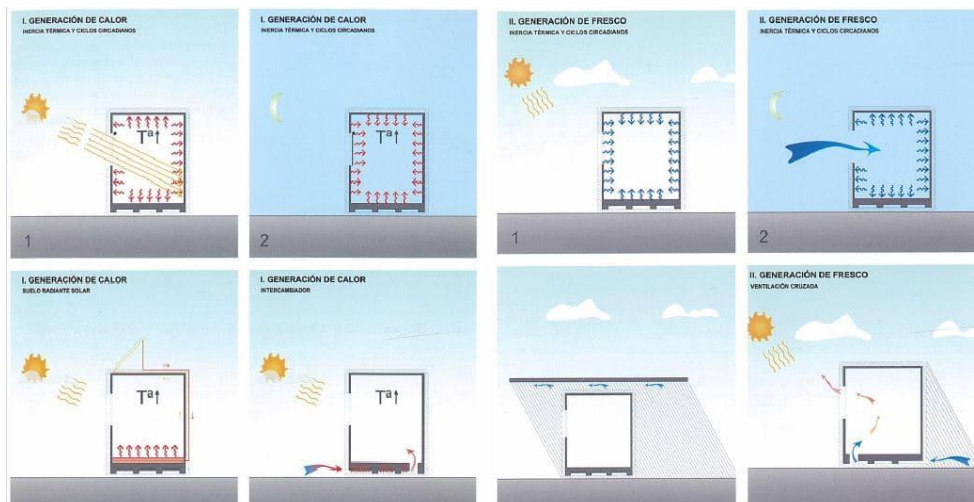 I. GENERACIÓN DE CALOR
INERCIA TÉRMICA Y CICLOS CIRCADIANOS
Tª↑
1
I. GENERACIÓN DE CALOR
INERCIA TÉRMICA Y CICLOS CIRCADIANOS
Tª↑
2
II. GENERACIÓN DE FRESCO
INERCIA TÉRMICA Y CICLOS CIRCADIANOS
1
II. GENERACIÓN DE FRESCO
INERCIA TÉRMICA Y CICLOS CIRCADIANOS
2
I. GENERACIÓN DE CALOR
SUELO RADIANTE SOLAR
Tª↑
I. GENERACIÓN DE CALOR
INTERCAMBIADOR
Tª↑
II. GENERACIÓN DE FRESCO
VENTILACIÓN CRUZADA